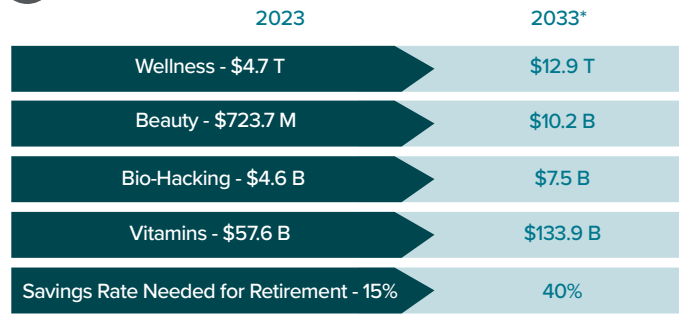 2023 2033*
Wellness - $4.7 T $12.9 T
Beauty - $723.7 M $10.2 B
Bio-Hacking - $4.6 B $7.5 B
Vitamins - $57.6 B $133.9 B
Savings Rate Needed for Retirement - 15% 40%